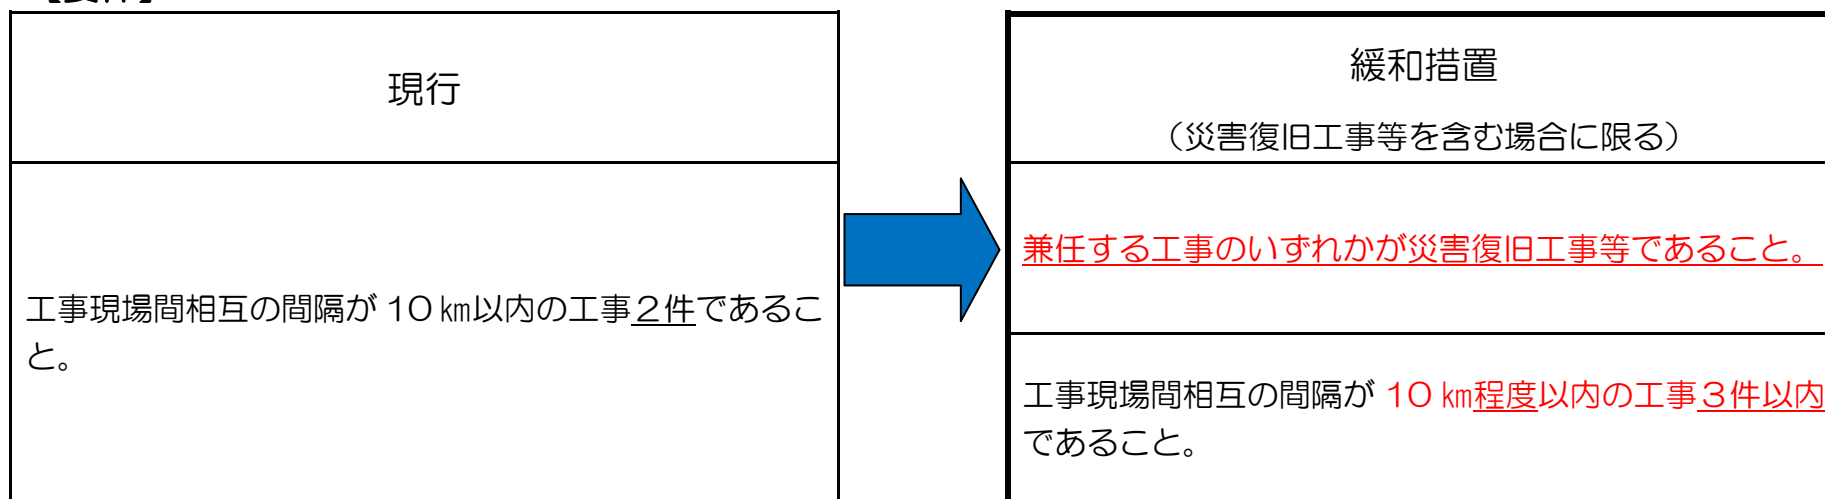 現行
工事現場間相互の間隔が 10 ㎞以内の工事２件であるこ
と。
緩和措置
（災害復旧工事等を含む場合に限る）
兼任する工事のいずれかが災害復旧工事等であること。
工事現場間相互の間隔が 10 ㎞程度以内の工事３件以内
であること。